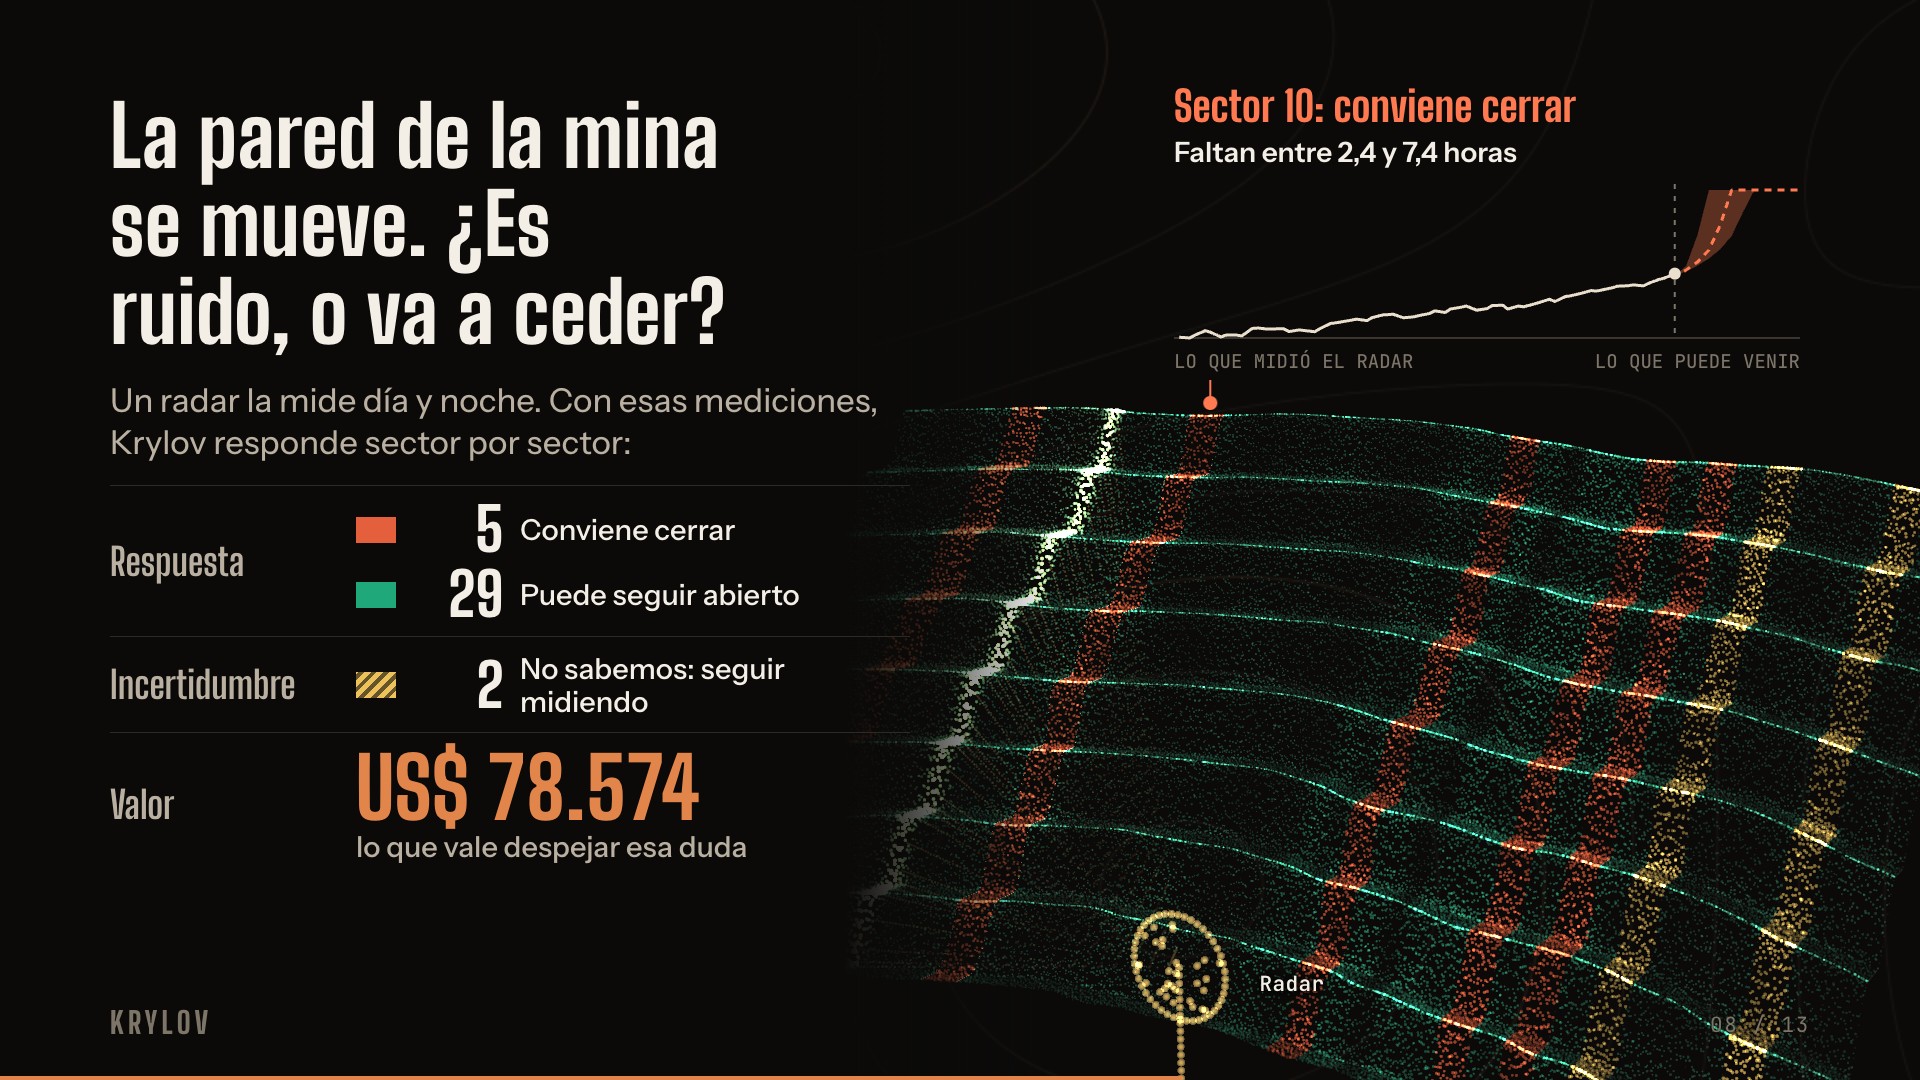 La pared de la mina
se mueve. ¿Es
ruido, o va a ceder?
Un radar la mide día y noche. Con esas mediciones,
Krylov responde sector por sector:
Respuesta
5 Conviene cerrar
29 Puede seguir abierto
Incertidumbre
2 No sabemos: seguir
midiendo
Valor
US$ 78.574
lo que vale despejar esa duda
Sector 10: conviene cerrar
Faltan entre 2,4 y 7,4 horas
LO QUE MIDIÓ EL RADAR
LO QUE PUEDE VENIR
Radar
KRYLOV
08 / 13